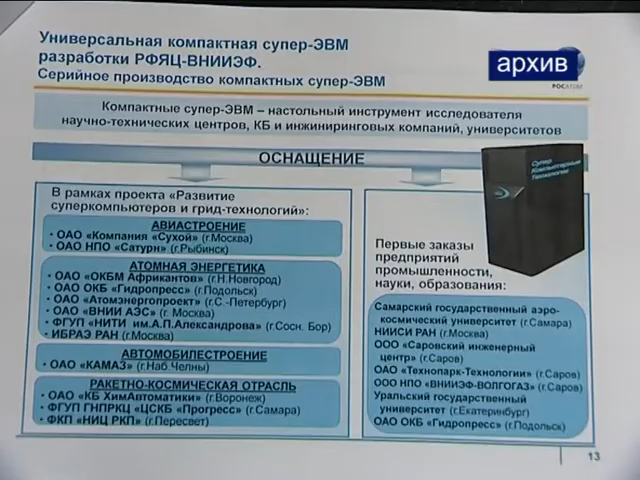 Универсальная компактная супер-ЭВМ
разработки РФЯЦ-ВНИИЭФ.
Серийное производство компактных супер-ЭВМ
архив
РОСАТОМ
Компактные супер-ЭВМ – настольный инструмент исследователя
научно-технических центров, КБ и инжиниринговых компаний, университетов
ОСНАЩЕНИЕ
В рамках проекта «Развитие
суперкомпьютеров и грид-технологий»:
АВИАСТРОЕНИЕ
· ОАО «Компания «Сухой» (г.Москва)
· ОАО НПО «Сатурн» (г.Рыбинск)
АТОМНАЯ ЭНЕРГЕТИКА
· ОАО «ОКБМ Африкантов» (г.Н.Новгород)
· ОАО ОКБ «Гидропресс» (г.Подольск)
· ОАО «Атомэнергопроект» (г.С.-Петербург)
· ОАО «ВНИИ АЭС» (г.Москва)
· ФГУП «НИТИ им.А.П.Александрова» (г.Сосн. Бор)
· ИБРАЭ РАН (г.Москва)
АВТОМОБИЛЕСТРОЕНИЕ
· ОАО «КАМАЗ» (г.Наб.Челны)
РАКЕТНО-КОСМИЧЕСКАЯ ОТРАСЛЬ
· ОАО «КБ ХимАвтоматики» (г.Воронеж)
· ФГУП ГНПРКЦ «ЦСКБ «Прогресс» (г.Самара)
· ФКП «НИЦ РКП» (г.Пересвет)
Супер
Компьютерные
Технологии
Первые заказы
предприятий
промышленности,
науки, образования:
Самарский государственный аэро-
космический университет (г.Самара)
НИИСИ РАН (г.Москва)
ООО «Саровский инженерный
центр» (г.Саров)
ОАО «Технопарк-Технологии» (г.Саров)
ООО НПО «ВНИИЭФ-ВОЛГОГАЗ» (г.Саров)
Уральский государственный
университет (г.Екатеринбург)
ОАО ОКБ «Гидропресс» (г.Подольск)
13